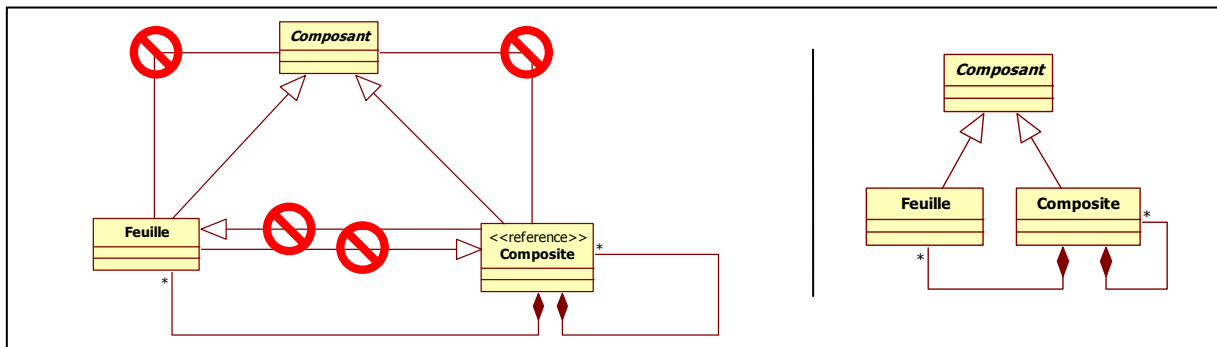 Composant
Feuille
<<reference>>
Composite
*
*
Composant
Feuille
Composite
*
*